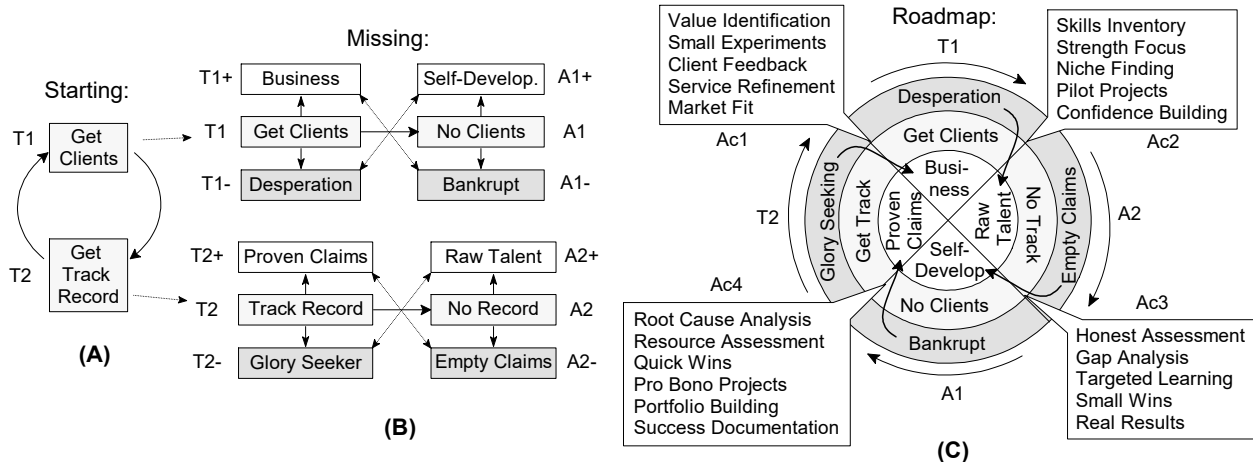 Starting:
T1
Get
Clients
T2
Get
Track
Record
(A)
Missing:
T1+
Business
Self-Develop.
A1+
T1
Get Clients
No Clients
A1
T1-
Desperation
Bankrupt
A1-
T2+
Proven Claims
Raw Talent
A2+
T2
Track Record
No Record
A2
T2-
Glory Seeker
Empty Claims
A2-
(B)
Roadmap:
Value Identification
Small Experiments
Client Feedback
Service Refinement
Market Fit
Ac1
T1
Skills Inventory
Strength Focus
Niche Finding
Pilot Projects
Confidence Building
Ac2
Desperation
Get Clients
Busi-
ness
T2
Glory Seeking
Get Track
Proven
Claims
Raw
Talent
No Track
Empty Claims
A2
Self-
Develop
No Clients
Bankrupt
A1
Ac4
Root Cause Analysis
Resource Assessment
Quick Wins
Pro Bono Projects
Portfolio Building
Success Documentation
Ac3
Honest Assessment
Gap Analysis
Targeted Learning
Small Wins
Real Results
(C)